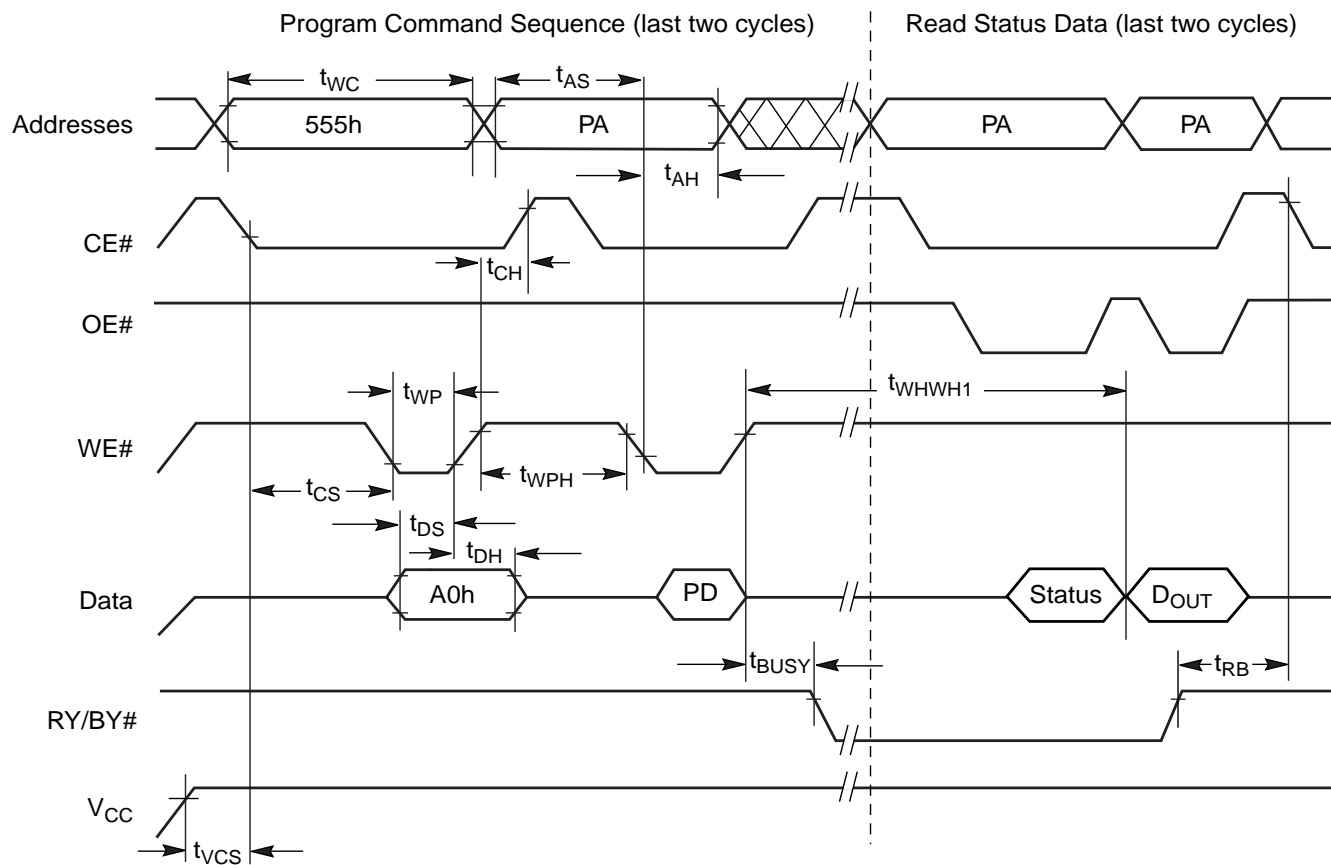 Program Command Sequence (last two cycles) Read Status Data (last two cycles)
tWC tAS
Addresses 555h PA PA PA
tAH
CE#
tCH
OE#
tWP tWHWH1
WE#
tWPH
tCS
tDS
tDH
Data A0h PD Status DOUT
tBUSY tRB
RY/BY#
VCC
tVCS